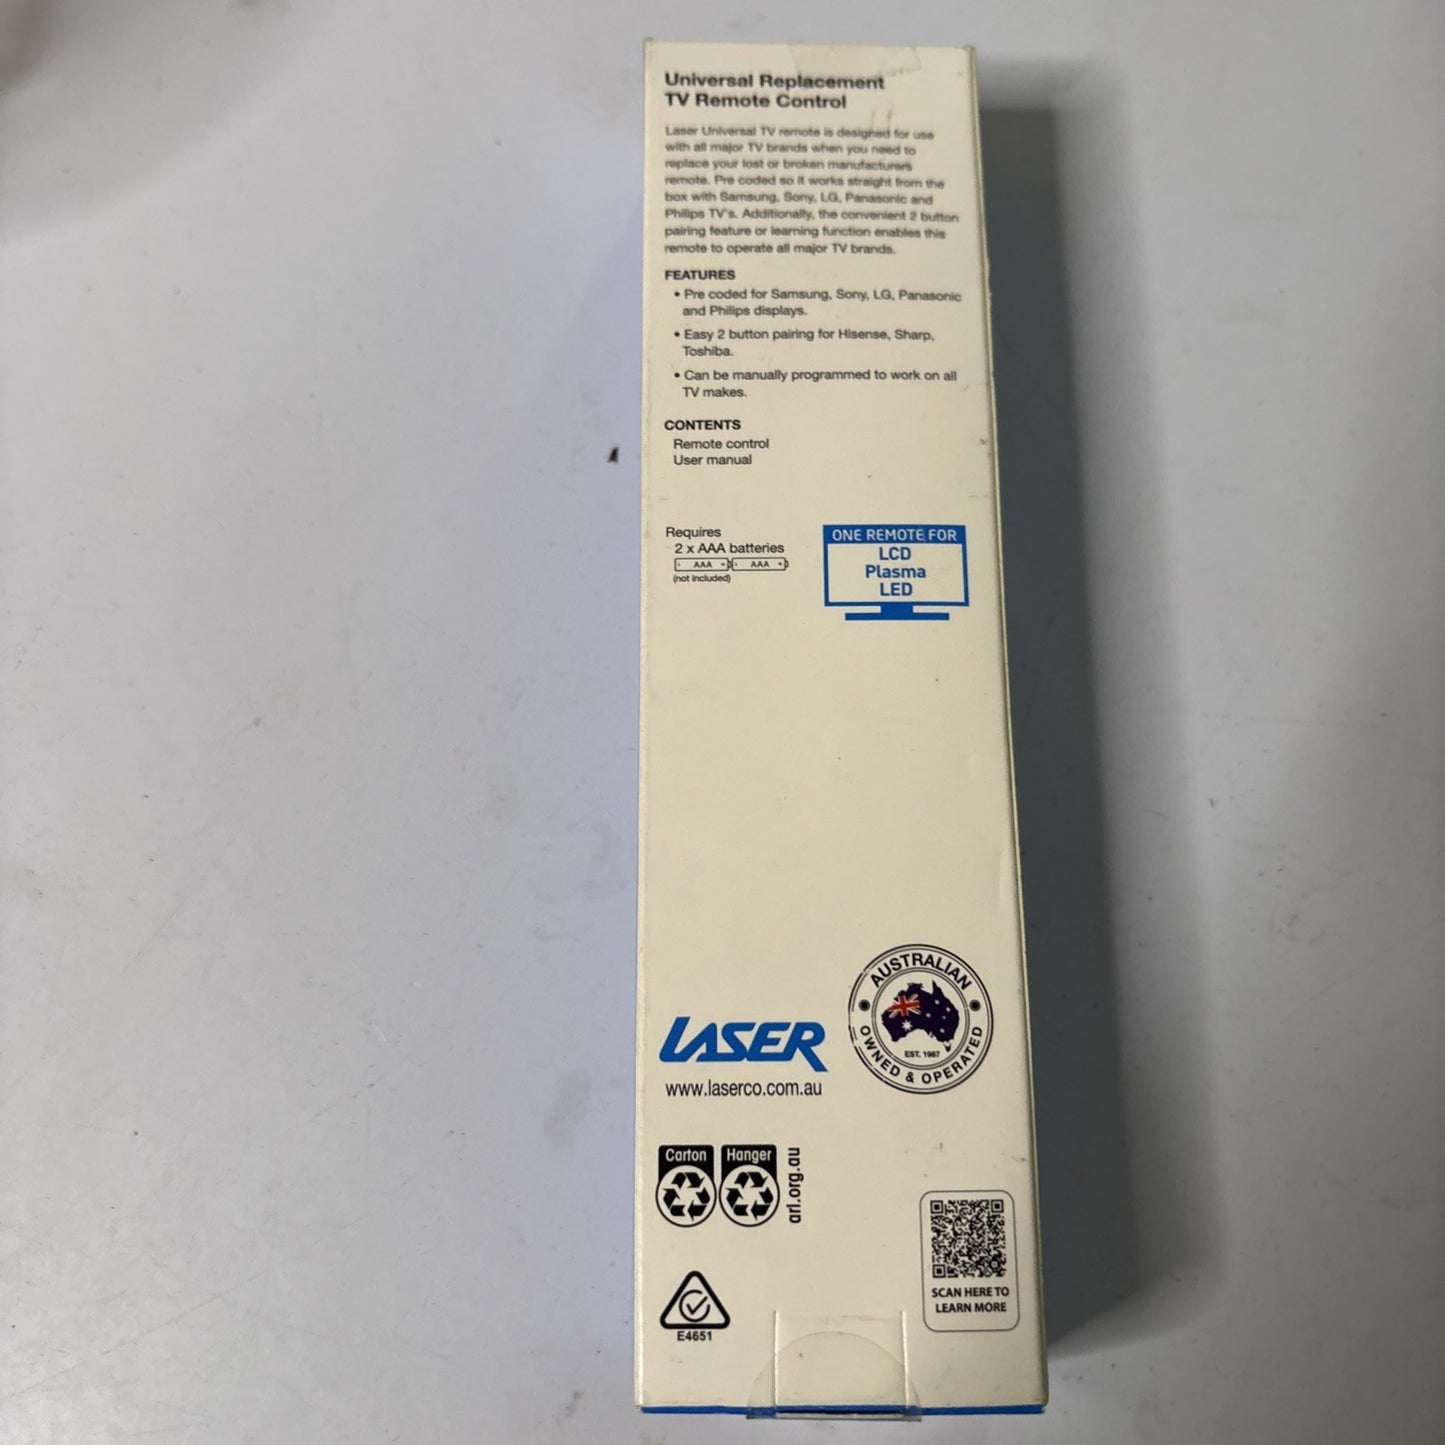 Universal Replacement
TV Remote Control
Laser Universal TV remote is designed for use
with all major TV brands when you need to
replace your lost or broken manufacturers
remote. Pre coded so it works straight from the
box with Samsung, Sony, LG, Panasonic and
Philips TV's. Additionally, the convenient 2 button
pairing feature or learning function enables this
remote to operate all major TV brands.
FEATURES
• Pre coded for Samsung, Sony, LG, Panasonic
and Philips displays.
• Easy 2 button pairing for Hisense, Sharp,
Toshiba.
• Can be manually programmed to work on all
TV makes.
CONTENTS
Remote control
User manual
Requires
2 x AAA batteries
- AAA + - AAA +
(not included)
ONE REMOTE FOR
LCD
Plasma
LED
AUSTRALIAN
EST. 1987
OWNED & OPERATED
LASER
www.laserco.com.au
Carton Hanger
arl.org.au
E4651
SCAN HERE TO
LEARN MORE